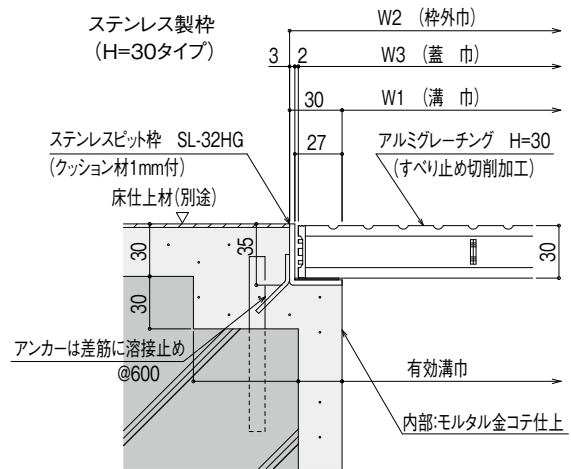 ステンレス製枠
(H=30タイプ)
W2 (枠外巾)
3 2
W3 (蓋 巾)
30
W1 (溝 巾)
27
ステンレスピット枠 SL-32HG
(クッション材1mm付)
床仕上材(別途)
アルミグレーチング H=30
(すべり止め切削加工)
30
30
35
30
アンカーは差筋に溶接止め
@600
有効溝巾
内部:モルタル金コテ仕上